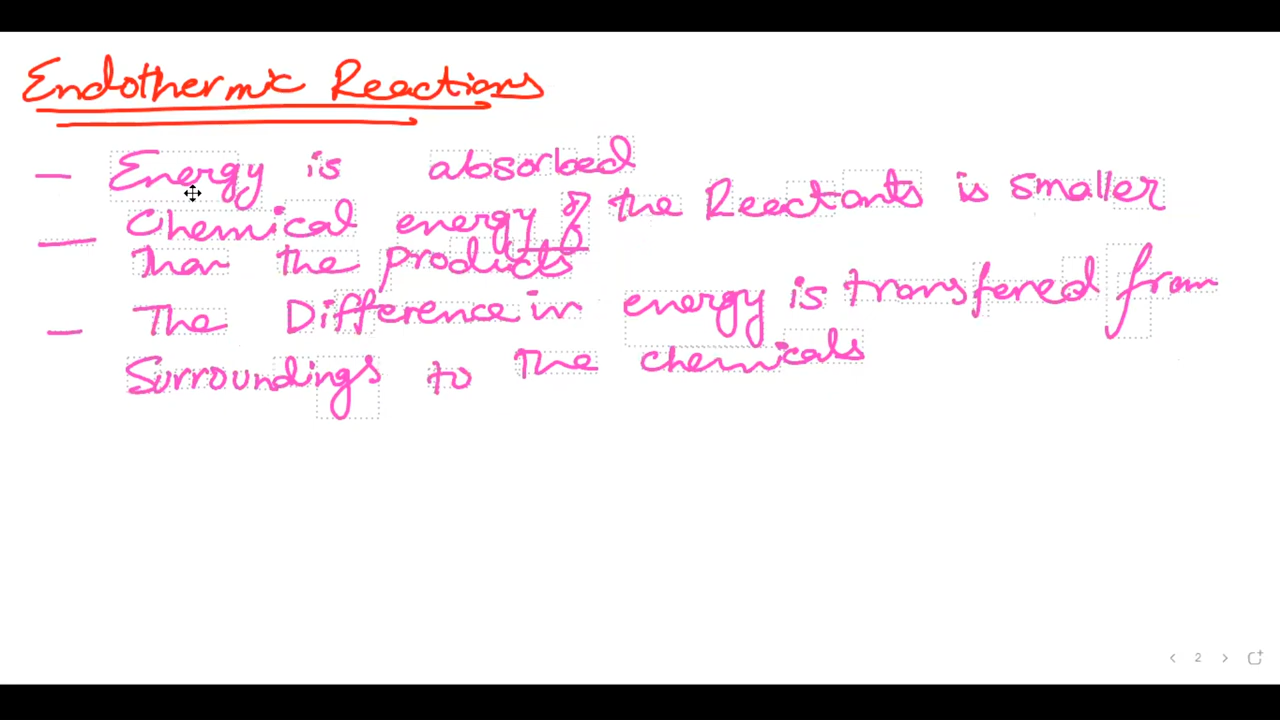 Endothermic Reactions
— Energy is absorbed
— Chemical energy of the Reactants is smaller
Than the products
— The Difference in energy is transfered from
Surroundings to The chemicals
2